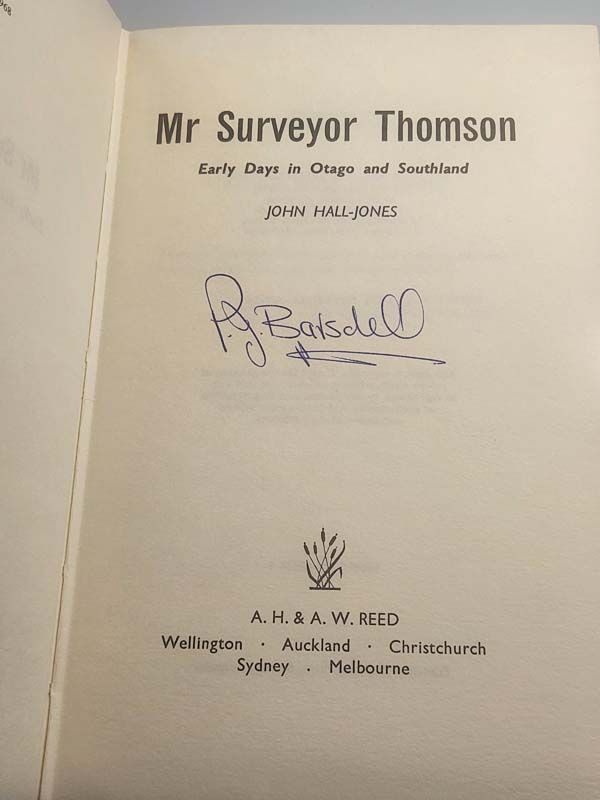 Mr Surveyor Thomson
Early Days in Otago and Southland
JOHN HALL-JONES
P.G. Barsdell
A. H. & A. W. REED
Wellington · Auckland · Christchurch
Sydney . Melbourne